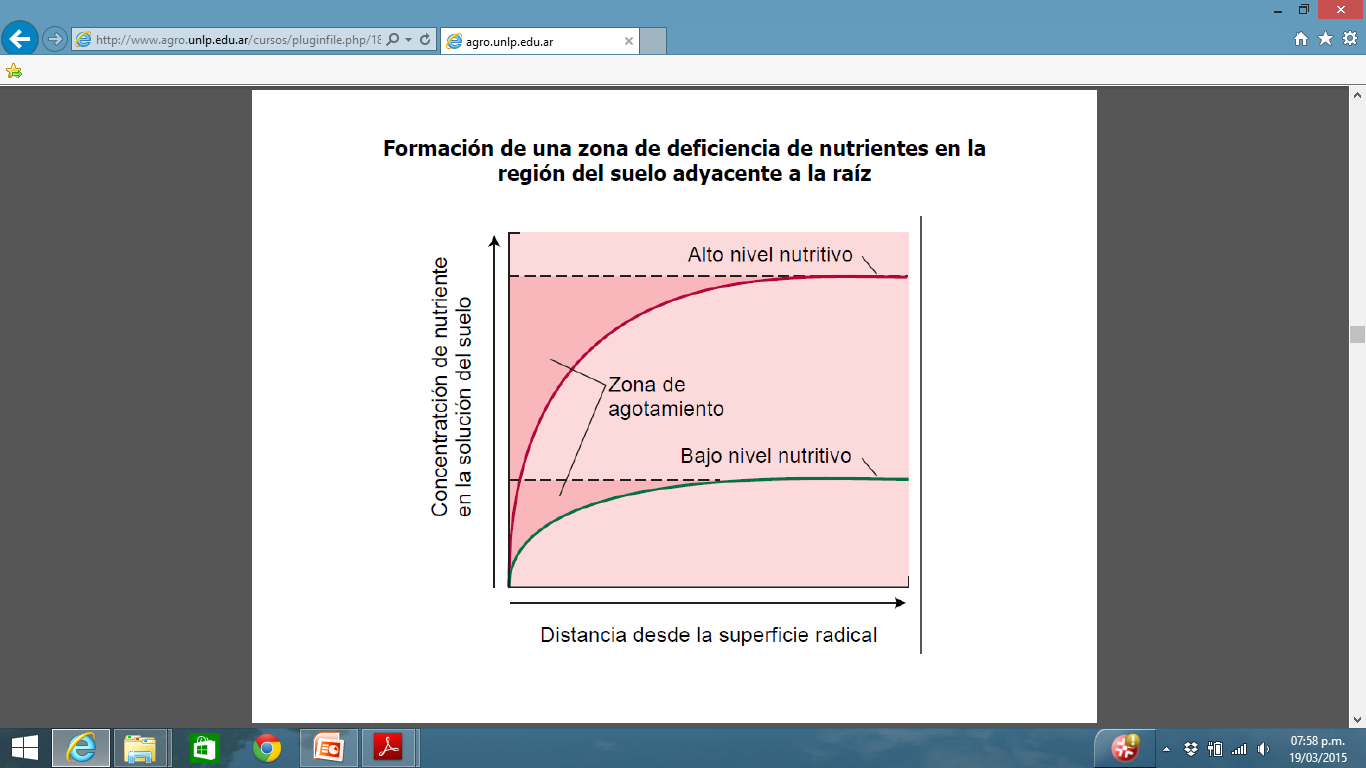 http://www.agro.unlp.edu.ar/cursos/pluginfile.php/18
agro.unlp.edu.ar
Formación de una zona de deficiencia de nutrientes en la
región del suelo adyacente a la raíz
Alto nivel nutritivo
Concentratción de nutriente
en la solución del suelo
Zona de
agotamiento
Bajo nivel nutritivo
Distancia desde la superficie radical
07:58 p.m.
19/03/2015